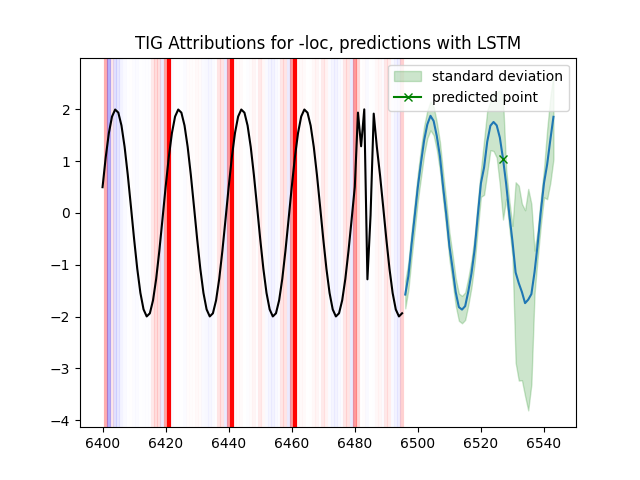 TIG Attributions for -loc, predictions with LSTM
standard deviation
predicted point
2
1
0
−1
−2
−3
−4
6400 6420 6440 6460 6480 6500 6520 6540